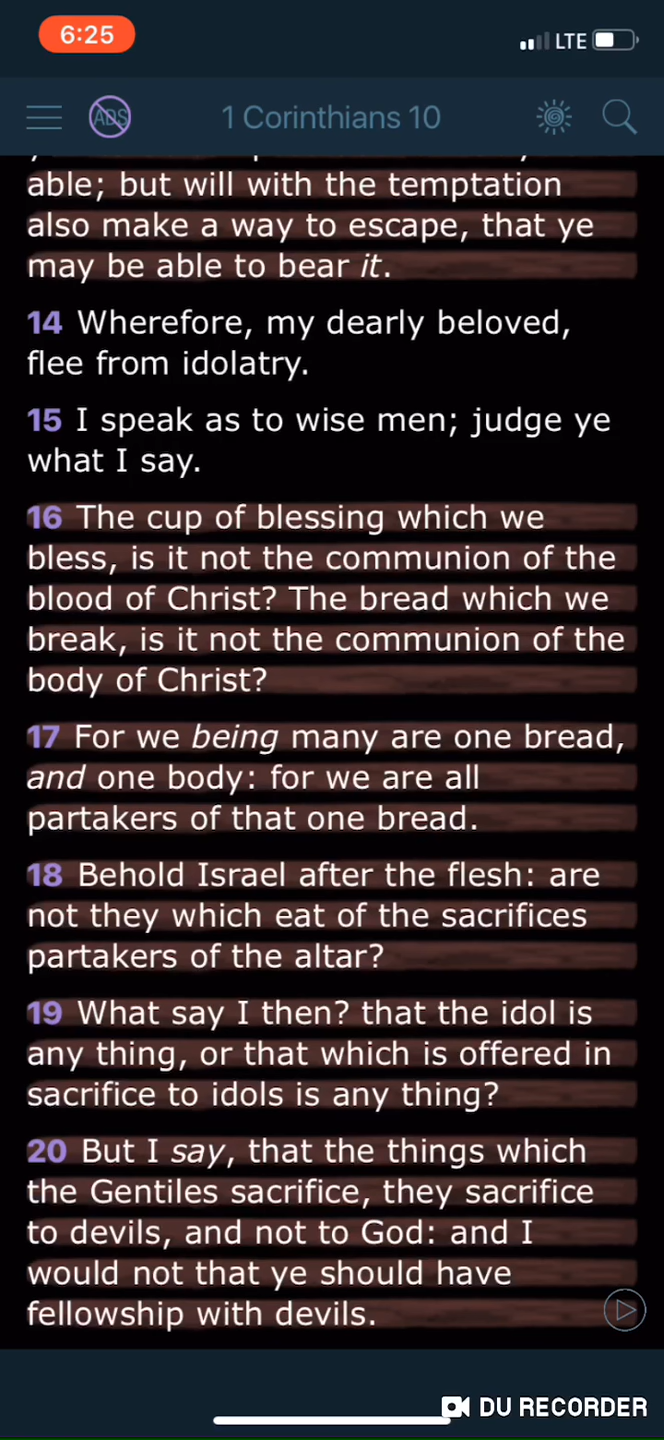 6:25
LTE
ADS
1 Corinthians 10
able; but will with the temptation
also make a way to escape, that ye
may be able to bear it.
14 Wherefore, my dearly beloved,
flee from idolatry.
15 I speak as to wise men; judge ye
what I say.
16 The cup of blessing which we
bless, is it not the communion of the
blood of Christ? The bread which we
break, is it not the communion of the
body of Christ?
17 For we being many are one bread,
and one body: for we are all
partakers of that one bread.
18 Behold Israel after the flesh: are
not they which eat of the sacrifices
partakers of the altar?
19 What say I then? that the idol is
any thing, or that which is offered in
sacrifice to idols is any thing?
20 But I say, that the things which
the Gentiles sacrifice, they sacrifice
to devils, and not to God: and I
would not that ye should have
fellowship with devils.
DU RECORDER